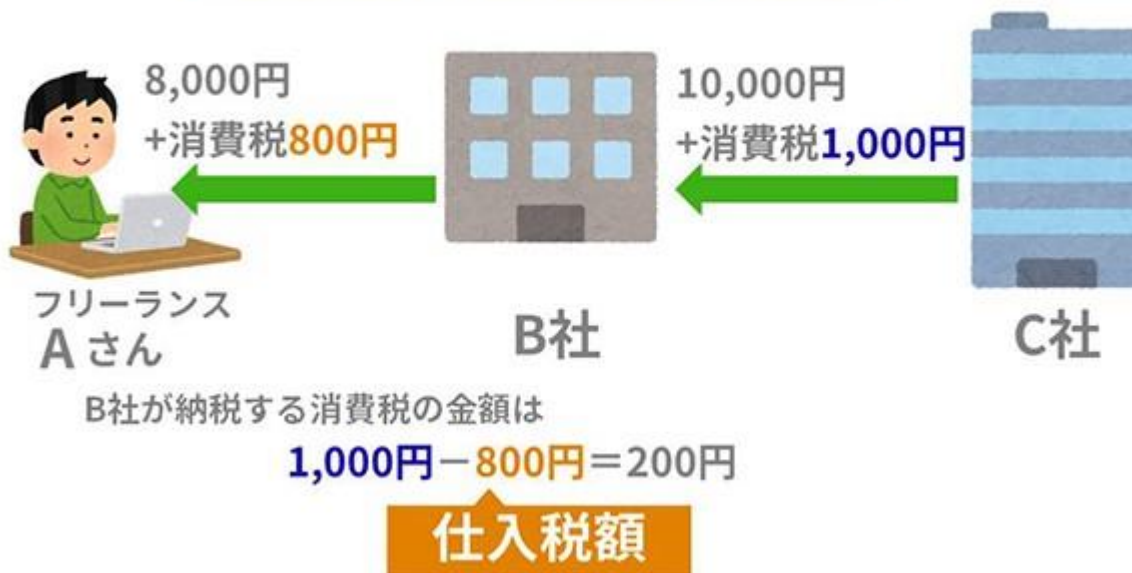 8,000円
+消費税800円
10,000円
+消費税1,000円
フリーランス
A さん
B社
C社
B社が納税する消費税の金額は
1,000円－800円＝200円
仕入税額